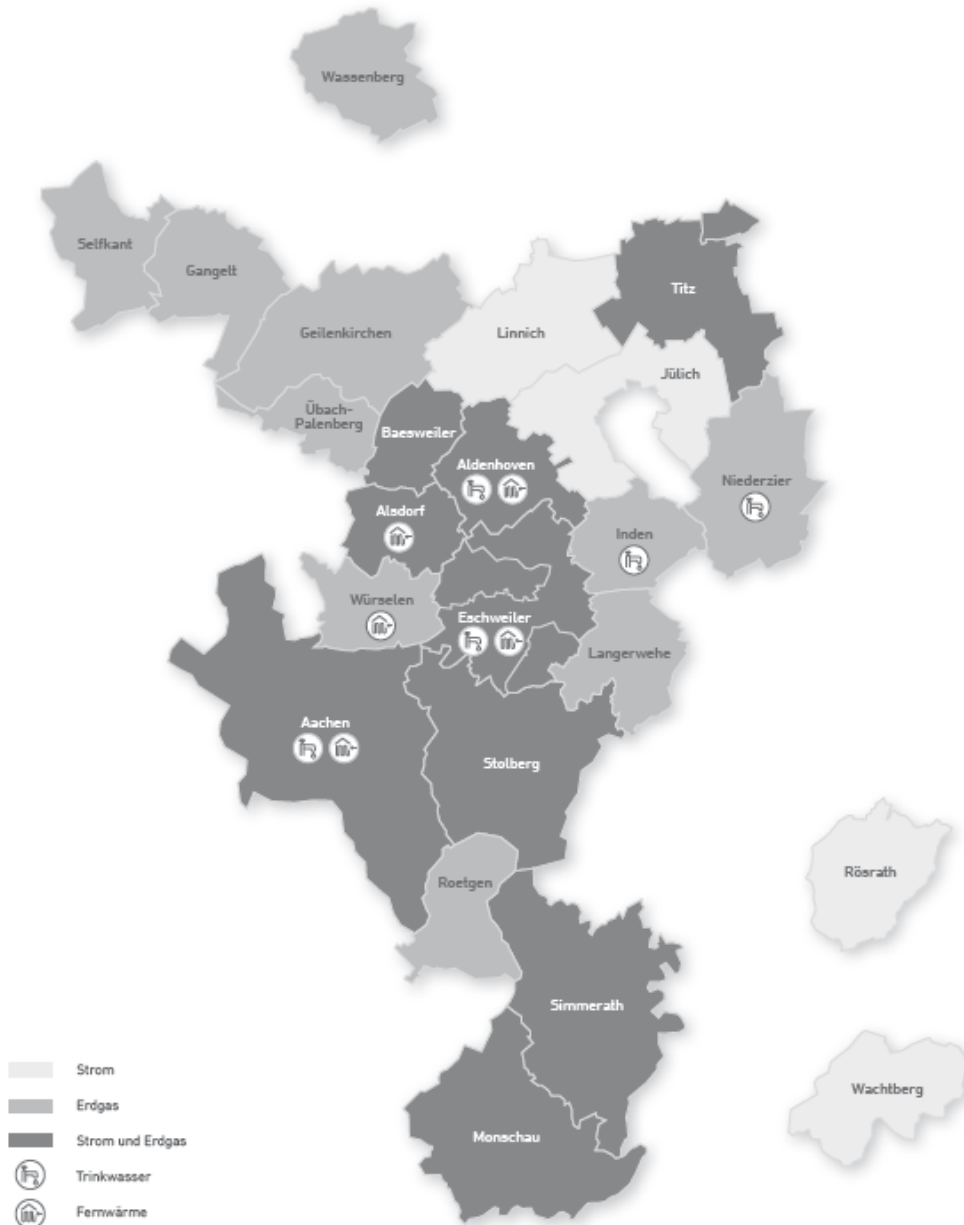 Wassenberg
Selfkant
Gangelt
Titz
Geilenkirchen
Linnich
Jülich
Übach-
Palenberg
Baesweiler
Aldenhoven
Niederzier
Alsdorf
Inden
Würselen
Eschweiler
Langerwehe
Aachen
Stolberg
Roetgen
Rösrath
Simmerath
Wachtberg
Monschau
Strom
Erdgas
Strom und Erdgas
Trinkwasser
Fernwärme